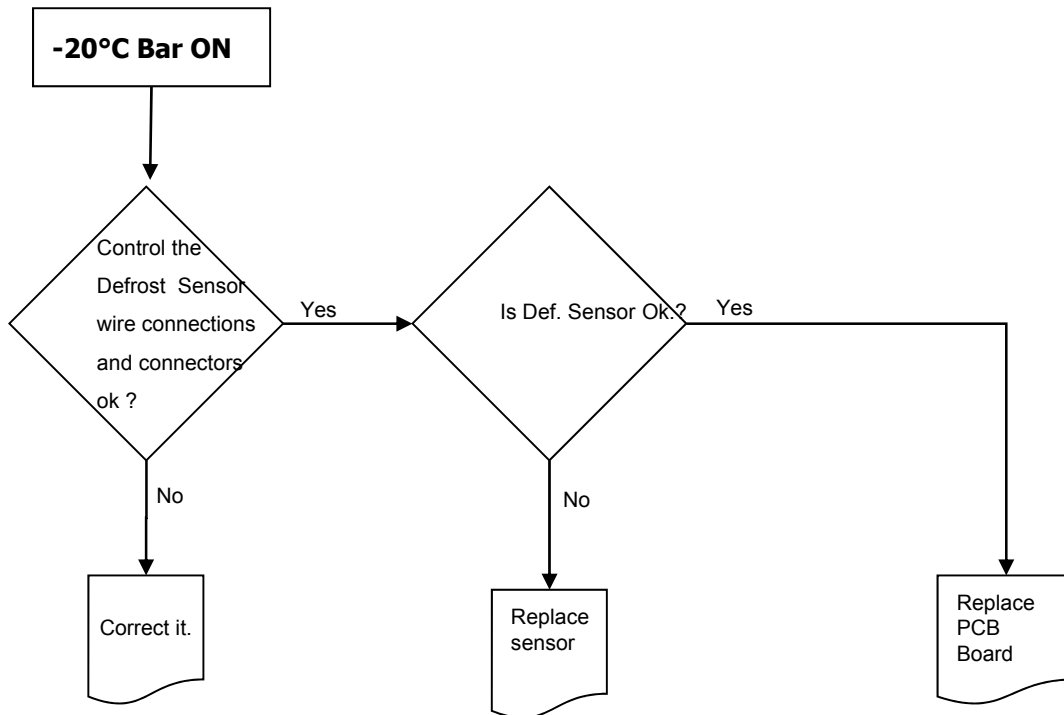 -20°C Bar ON
Control the
Defrost Sensor
wire connections
and connectors
ok ?
Yes
Is Def. Sensor Ok.?
Yes
No
No
Correct it.
Replace
sensor
Replace
PCB
Board